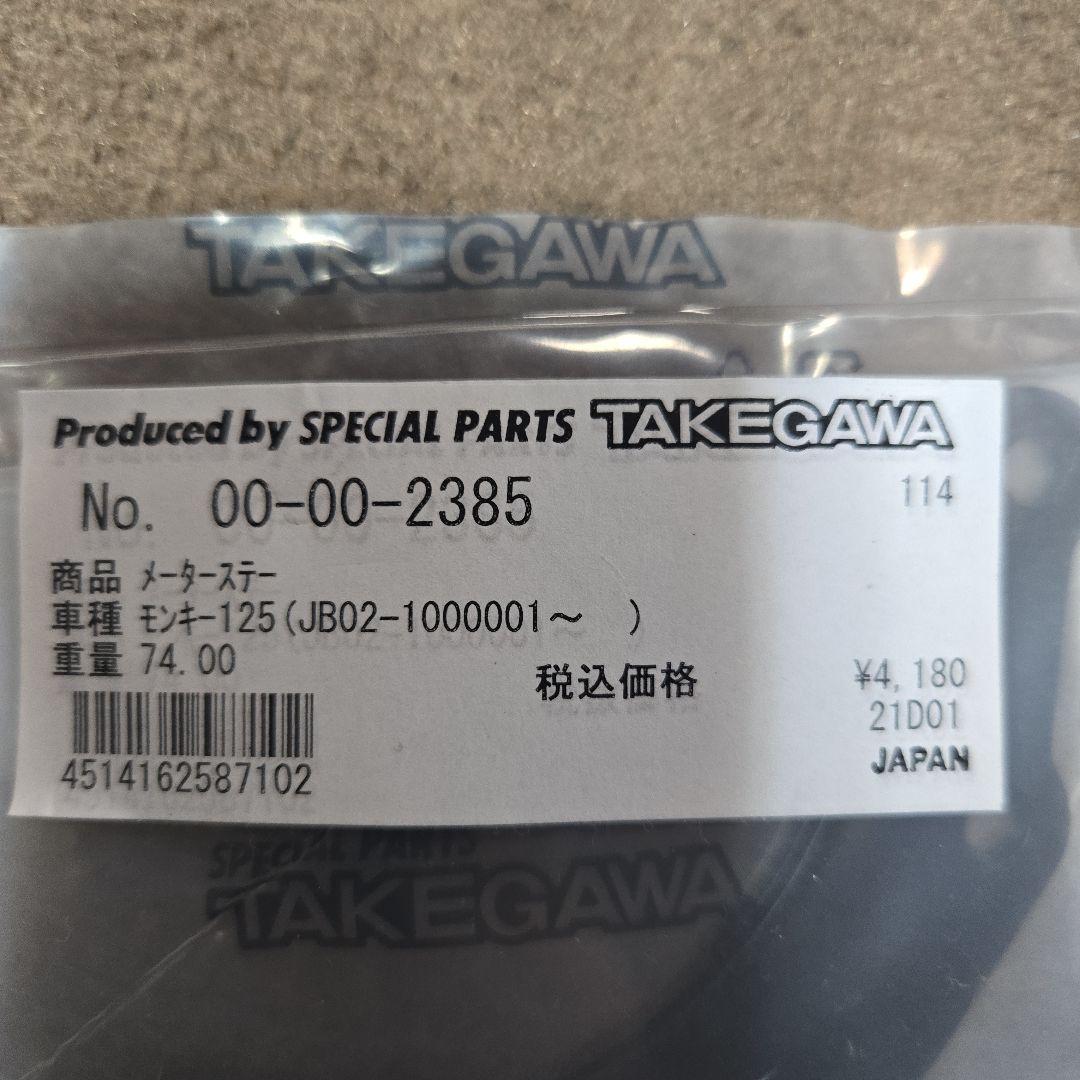 TAKEGAWA
Produced by SPECIAL PARTS TAKEGAWA
No. 00-00-2385 114
商品 ﾒｰﾀｰｽﾃｰ
車種 ﾓﾝｷｰ125(JB02-1000001～ )
重量 74.00
税込価格 ¥4,180
21D01
4514162587102 JAPAN
SPECIAL PARTS
TAKEGAWA